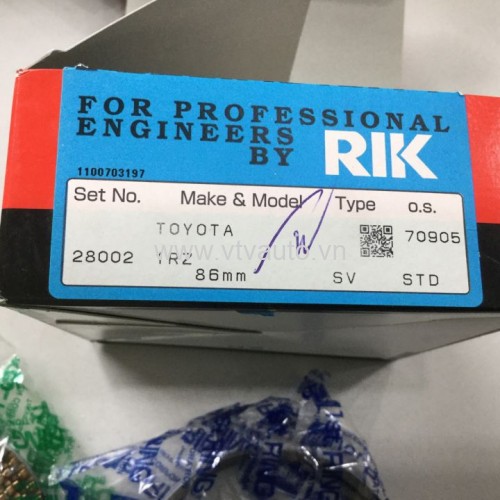 FOR PROFESSIONAL
ENGINEERS
BY RIK
1100703197
Set No. Make & Model Type o.s.
TOYOTA 70905
www.vtvauto.vn
28002 1RZ
86mm SV STD